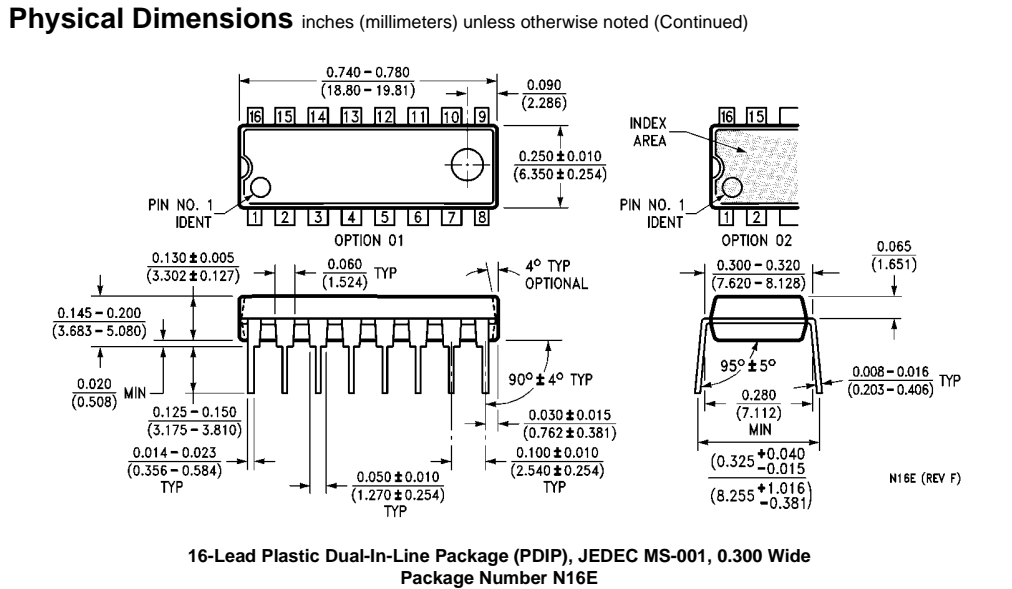 Physical Dimensions inches (millimeters) unless otherwise noted (Continued)
0.740 – 0.780
(18.80 – 19.81)
0.090
(2.286)
16 15 14 13 12 11 10 9
0.250 ± 0.010
(6.350 ± 0.254)
PIN NO. 1
IDENT
1 2 3 4 5 6 7 8
OPTION 01
INDEX
AREA
16 15
PIN NO. 1
IDENT
1 2
OPTION 02
0.130 ± 0.005
(3.302 ± 0.127)
0.060
(1.524)
TYP
4° TYP
OPTIONAL
0.145 – 0.200
(3.683 – 5.080)
0.020
(0.508)
MIN
0.125 – 0.150
(3.175 – 3.810)
0.014 – 0.023
(0.356 – 0.584)
TYP
0.050 ± 0.010
(1.270 ± 0.254)
TYP
90° ± 4° TYP
0.030 ± 0.015
(0.762 ± 0.381)
0.100 ± 0.010
(2.540 ± 0.254)
TYP
0.300 – 0.320
(7.620 – 8.128)
0.065
(1.651)
95° ± 5°
0.008 – 0.016
(0.203 – 0.406)
TYP
0.280
(7.112)
MIN
(0.325 +0.040
-0.015
(8.255 +1.016
-0.381)
N16E (REV F)
16-Lead Plastic Dual-In-Line Package (PDIP), JEDEC MS-001, 0.300 Wide
Package Number N16E